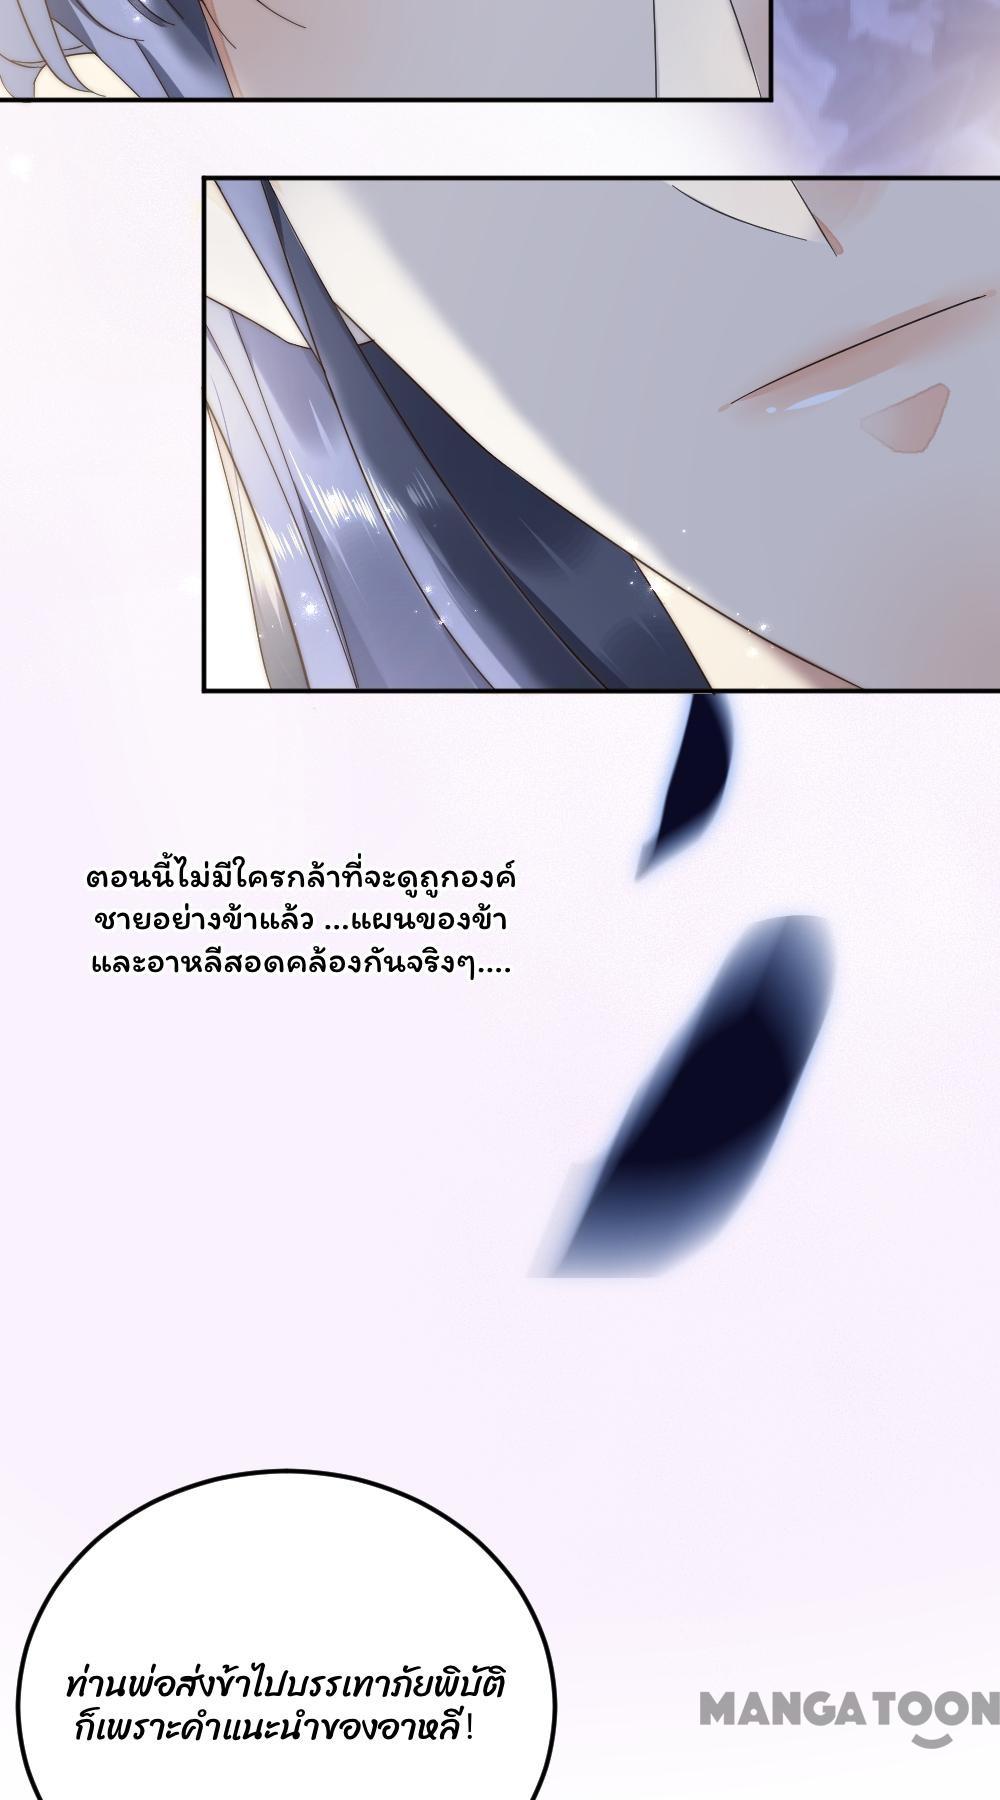 ตอนนี้ไม่มีใครกล้าที่จะดูถูกองค์
ชายอย่างข้าแล้ว ...แผนของข้า
และอาหลีสอดคล้องกันจริงๆ....
ท่านพ่อส่งข้าไปบรรเทาภัยพิบัติ
ก็เพราะคำแนะนำของอาหลี!
MANGATOON